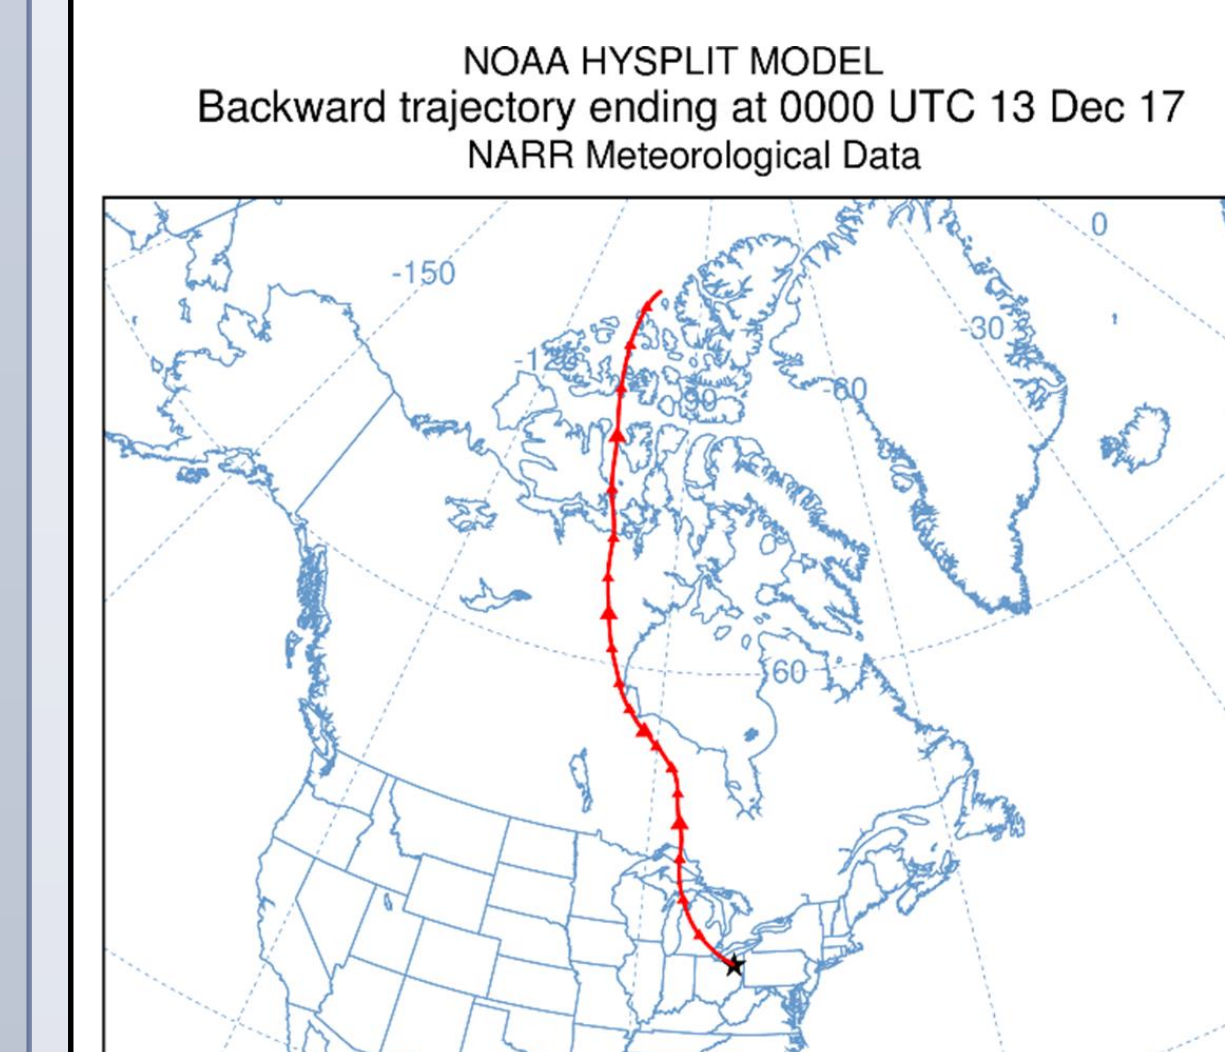 NOAA HYSPLIT MODEL
Backward trajectory ending at 0000 UTC 13 Dec 17
NARR Meteorological Data
0
-150
-30
-60
60